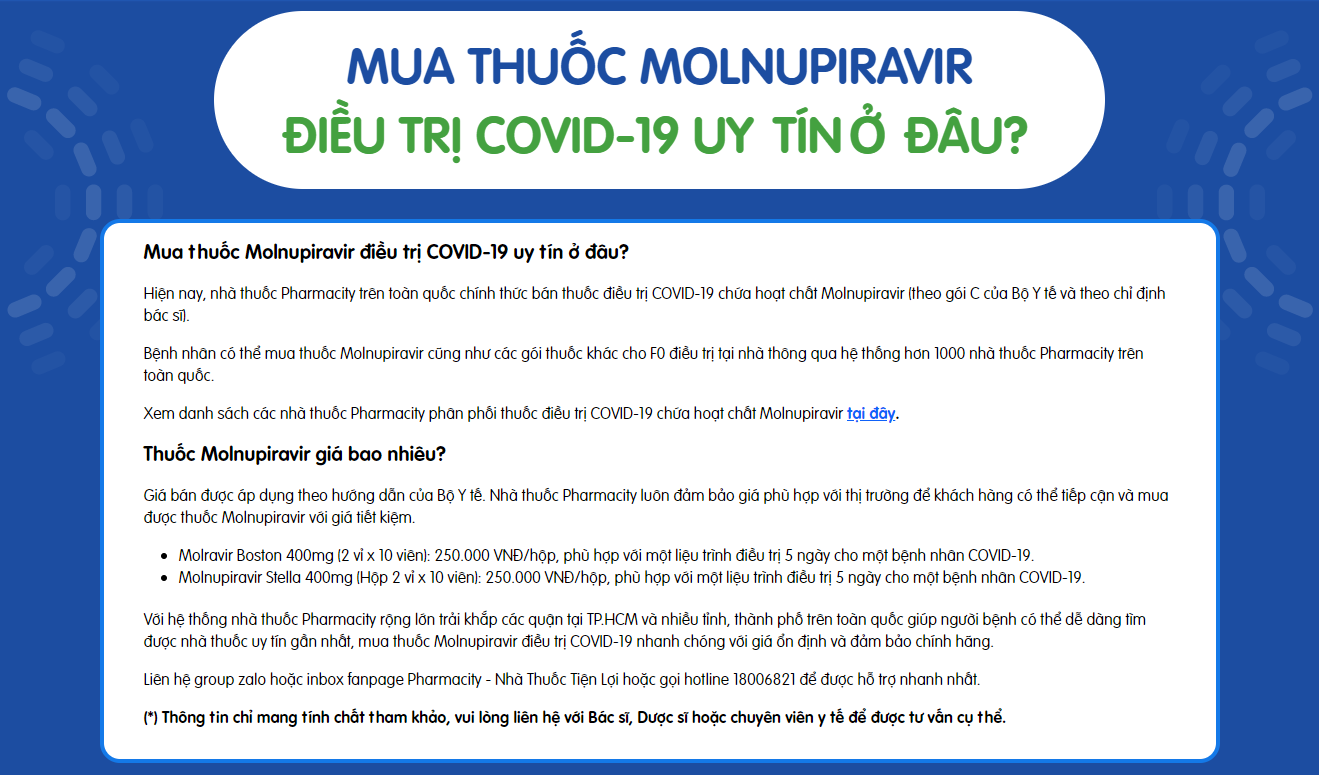 MUA THUỐC MOLNUPIRAVIR
ĐIỀU TRỊ COVID-19 UY TÍN Ở ĐÂU?
Mua thuốc Molnupiravir điều trị COVID-19 uy tín ở đâu?
Hiện nay, nhà thuốc Pharmacity trên toàn quốc chính thức bán thuốc điều trị COVID-19 chứa hoạt chất Molnupiravir (theo gói C của Bộ Y tế và theo chỉ định
bác sĩ).
Bệnh nhân có thể mua thuốc Molnupiravir cũng như các gói thuốc khác cho F0 điều trị tại nhà thông qua hệ thống hơn 1000 nhà thuốc Pharmacity trên
toàn quốc.
Xem danh sách các nhà thuốc Pharmacity phân phối thuốc điều trị COVID-19 chứa hoạt chất Molnupiravir tại đây.
Thuốc Molnupiravir giá bao nhiêu?
Giá bán được áp dụng theo hướng dẫn của Bộ Y tế. Nhà thuốc Pharmacity luôn đảm bảo giá phù hợp với thị trường để khách hàng có thể tiếp cận và mua
được thuốc Molnupiravir với giá tiết kiệm.
• Molravir Boston 400mg (2 vỉ x 10 viên): 250.000 VNĐ/hộp, phù hợp với một liệu trình điều trị 5 ngày cho một bệnh nhân COVID-19.
• Molnupiravir Stella 400mg (Hộp 2 vỉ x 10 viên): 250.000 VNĐ/hộp, phù hợp với một liệu trình điều trị 5 ngày cho một bệnh nhân COVID-19.
Với hệ thống nhà thuốc Pharmacity rộng lớn trải khắp các quận tại TP.HCM và nhiều tỉnh, thành phố trên toàn quốc giúp người bệnh có thể dễ dàng tìm
được nhà thuốc uy tín gần nhất, mua thuốc Molnupiravir điều trị COVID-19 nhanh chóng với giá ổn định và đảm bảo chính hãng.
Liên hệ group zalo hoặc inbox fanpage Pharmacity - Nhà Thuốc Tiện Lợi hoặc gọi hotline 18006821 để được hỗ trợ nhanh nhất.
(*) Thông tin chỉ mang tính chất tham khảo, vui lòng liên hệ với Bác sĩ, Dược sĩ hoặc chuyên viên y tế để được tư vấn cụ thể.